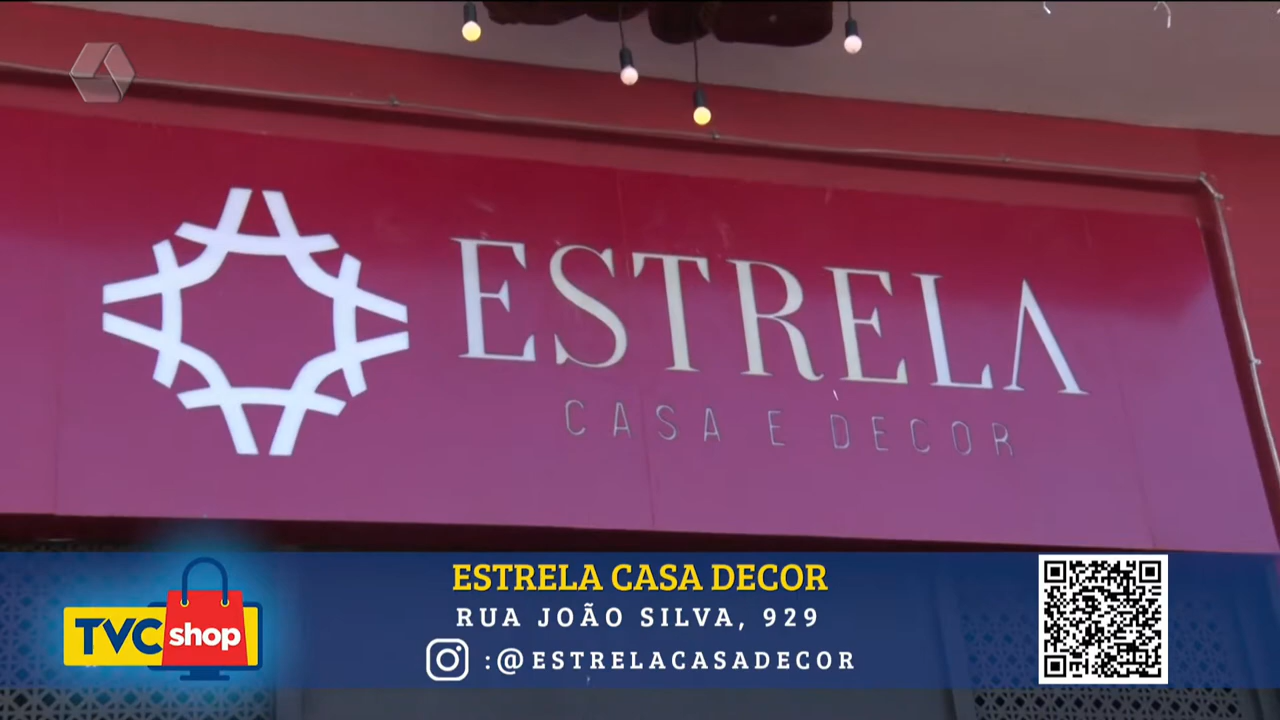 ESTRELA
CASA E DECOR
TVC shop
ESTRELA CASA DECOR
RUA JOÃO SILVA, 929
:@ESTRELACASADECOR